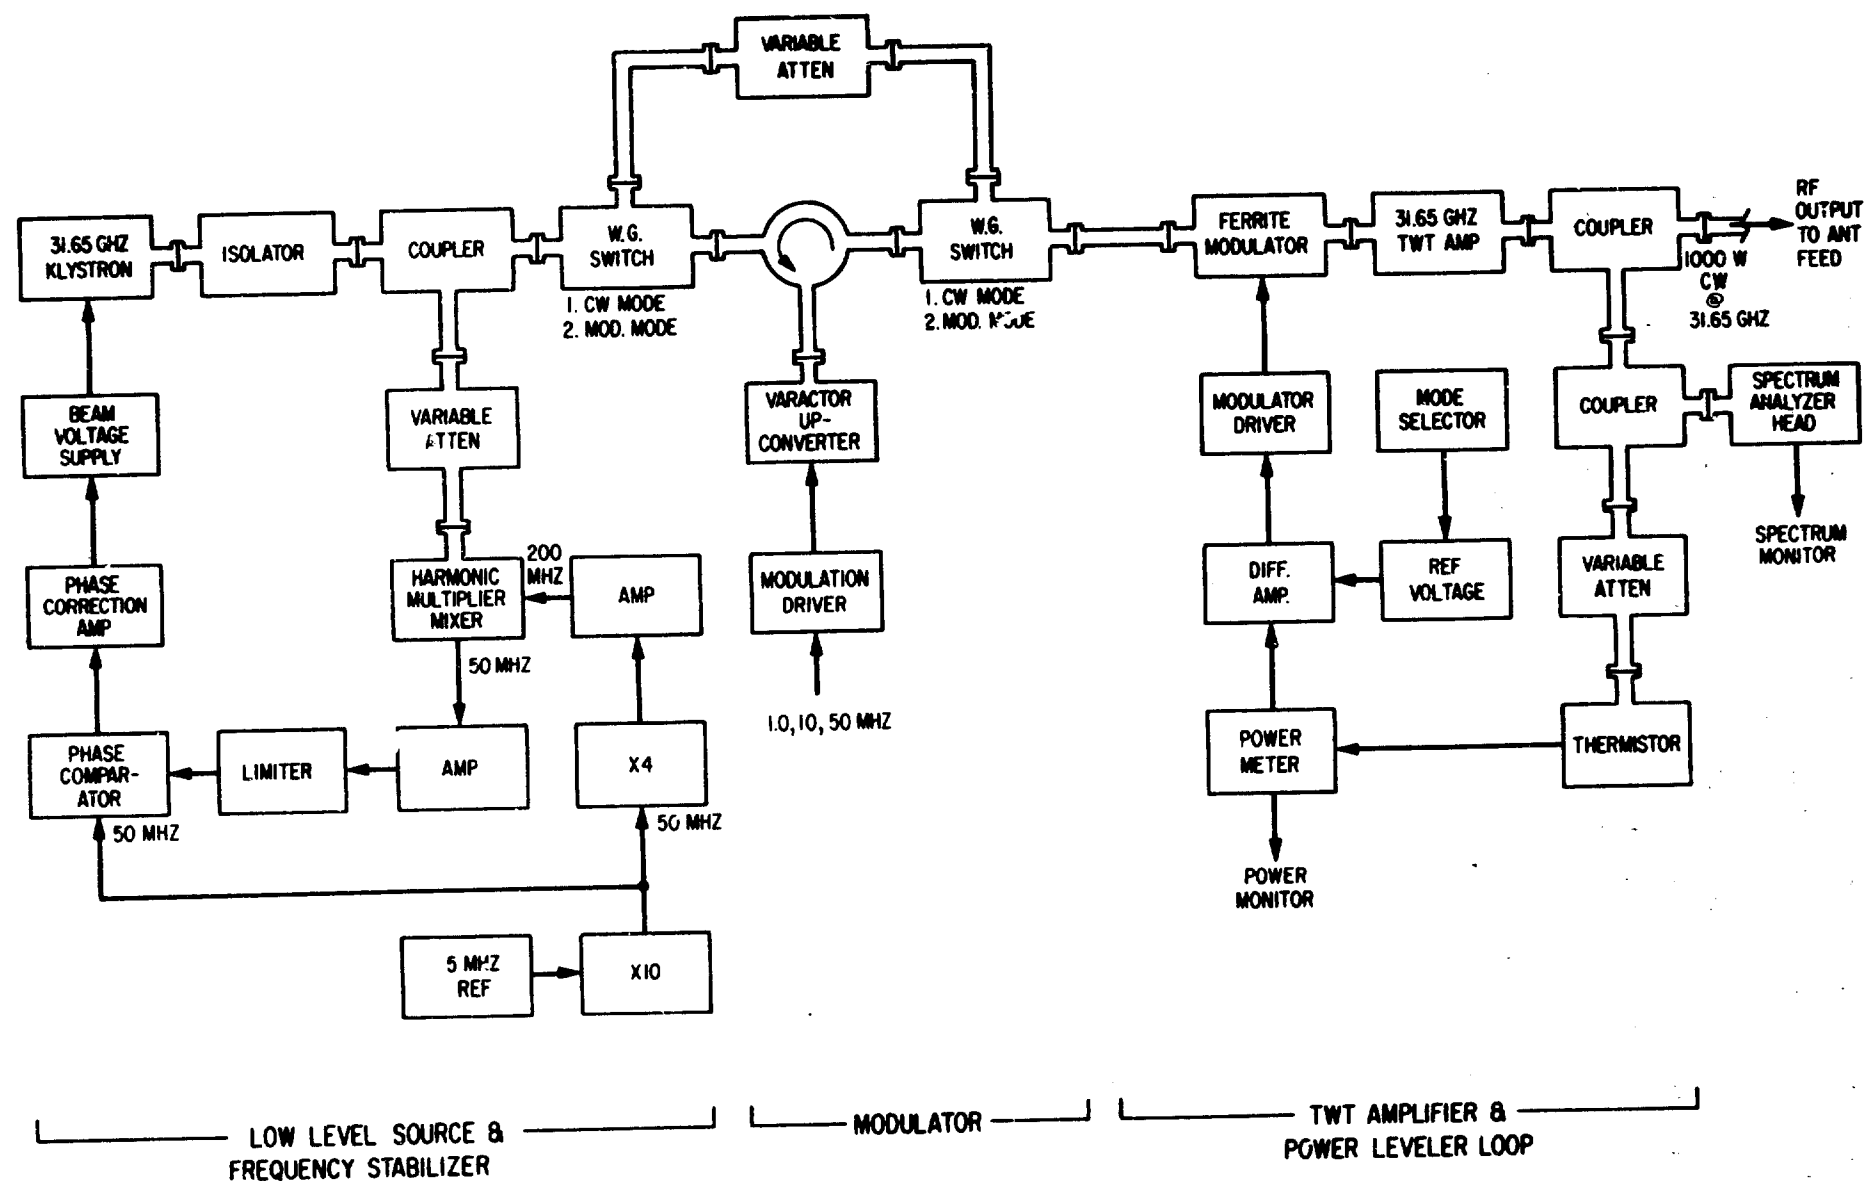 VARIABLE
ATTEN
31.65 GHZ
KLYSTRON
ISOLATOR
COUPLER
W.G.
SWITCH
1. CW MODE
2. MOD. MODE
W.G.
SWITCH
1. CW MODE
2. MOD. MODE
FERRITE
MODULATOR
31.65 GHZ
TWT AMP
COUPLER
RF
OUTPUT
TO ANT
FEED
1000 W
CW
@
31.65 GHZ
BEAM
VOLTAGE
SUPPLY
VARIABLE
ATTEN
VARACTOR
UP-
CONVERTER
MODULATOR
DRIVER
MODE
SELECTOR
COUPLER
SPECTRUM
ANALYZER
HEAD
SPECTRUM
MONITOR
PHASE
CORRECTION
AMP
HARMONIC
MULTIPLIER
MIXER
200
MHZ
AMP
MODULATION
DRIVER
DIFF.
AMP.
REF
VOLTAGE
VARIABLE
ATTEN
50 MHZ
1.0, 10, 50 MHZ
PHASE
COMPAR-
ATOR
LIMITER
AMP
X4
POWER
METER
THERMISTOR
50 MHZ
50 MHZ
POWER
MONITOR
5 MHZ
REF
X10
LOW LEVEL SOURCE &
FREQUENCY STABILIZER
MODULATOR
TWT AMPLIFIER &
POWER LEVELER LOOP